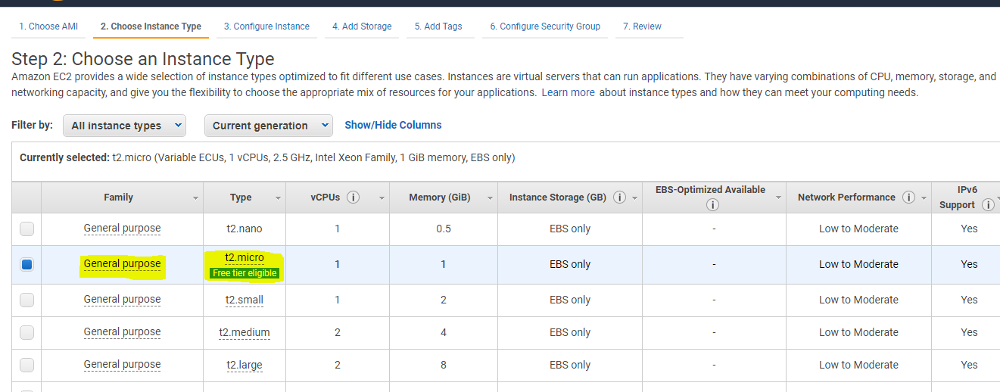 1. Choose AMI 2. Choose Instance Type 3. Configure Instance 4. Add Storage 5. Add Tags 6. Configure Security Group 7. Review
Step 2: Choose an Instance Type
Amazon EC2 provides a wide selection of instance types optimized to fit different use cases. Instances are virtual servers that can run applications. They have varying combinations of CPU, memory, storage, and
networking capacity, and give you the flexibility to choose the appropriate mix of resources for your applications. Learn more about instance types and how they can meet your computing needs.
Filter by: All instance types Current generation Show/Hide Columns
Currently selected: t2.micro (Variable ECUs, 1 vCPUs, 2.5 GHz, Intel Xeon Family, 1 GiB memory, EBS only)
Family Type vCPUs i Memory (GiB) Instance Storage (GB) i EBS-Optimized Available i Network Performance i IPv6 Support i
General purpose t2.nano 1 0.5 EBS only - Low to Moderate Yes
General purpose t2.micro Free tier eligible 1 1 EBS only - Low to Moderate Yes
General purpose t2.small 1 2 EBS only - Low to Moderate Yes
General purpose t2.medium 2 4 EBS only - Low to Moderate Yes
General purpose t2.large 2 8 EBS only - Low to Moderate Yes